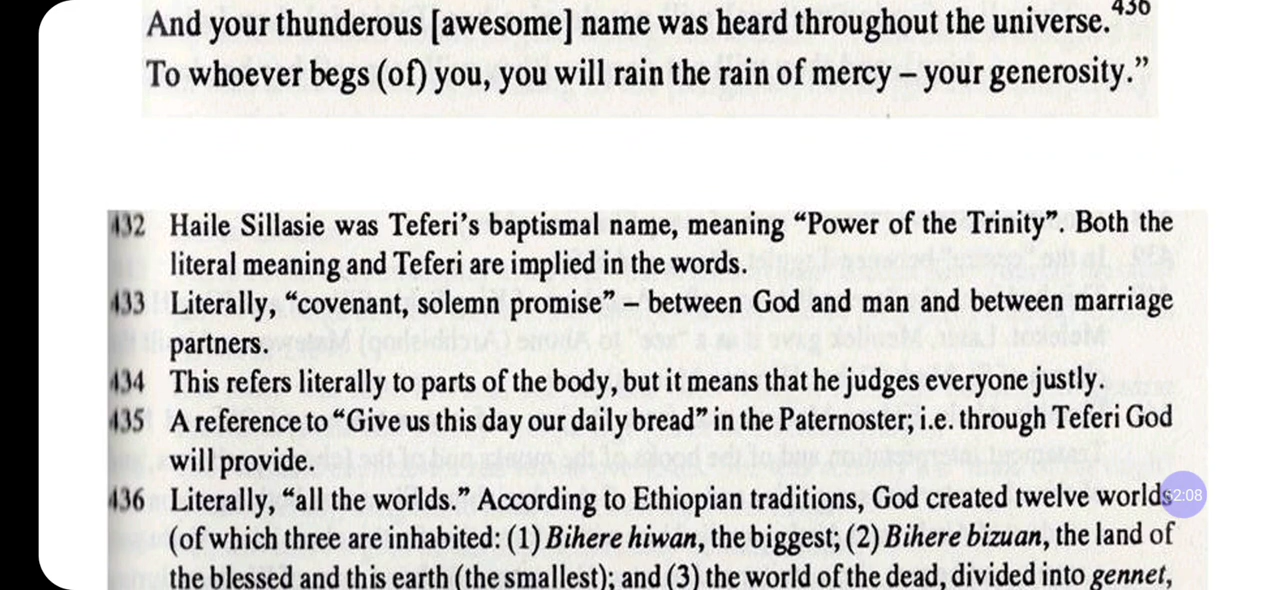 And your thunderous [awesome] name was heard throughout the universe.436
To whoever begs (of) you, you will rain the rain of mercy – your generosity.”
432 Haile Sillasie was Teferi’s baptismal name, meaning “Power of the Trinity”. Both the
literal meaning and Teferi are implied in the words.
433 Literally, “covenant, solemn promise” – between God and man and between marriage
partners.
434 This refers literally to parts of the body, but it means that he judges everyone justly.
435 A reference to “Give us this day our daily bread” in the Paternoster; i.e. through Teferi God
will provide.
436 Literally, “all the worlds.” According to Ethiopian traditions, God created twelve worlds
(of which three are inhabited: (1) Bihere hiwan, the biggest; (2) Bihere bizuan, the land of
the blessed and this earth (the smallest); and (3) the world of the dead, divided into gennet,
52:08